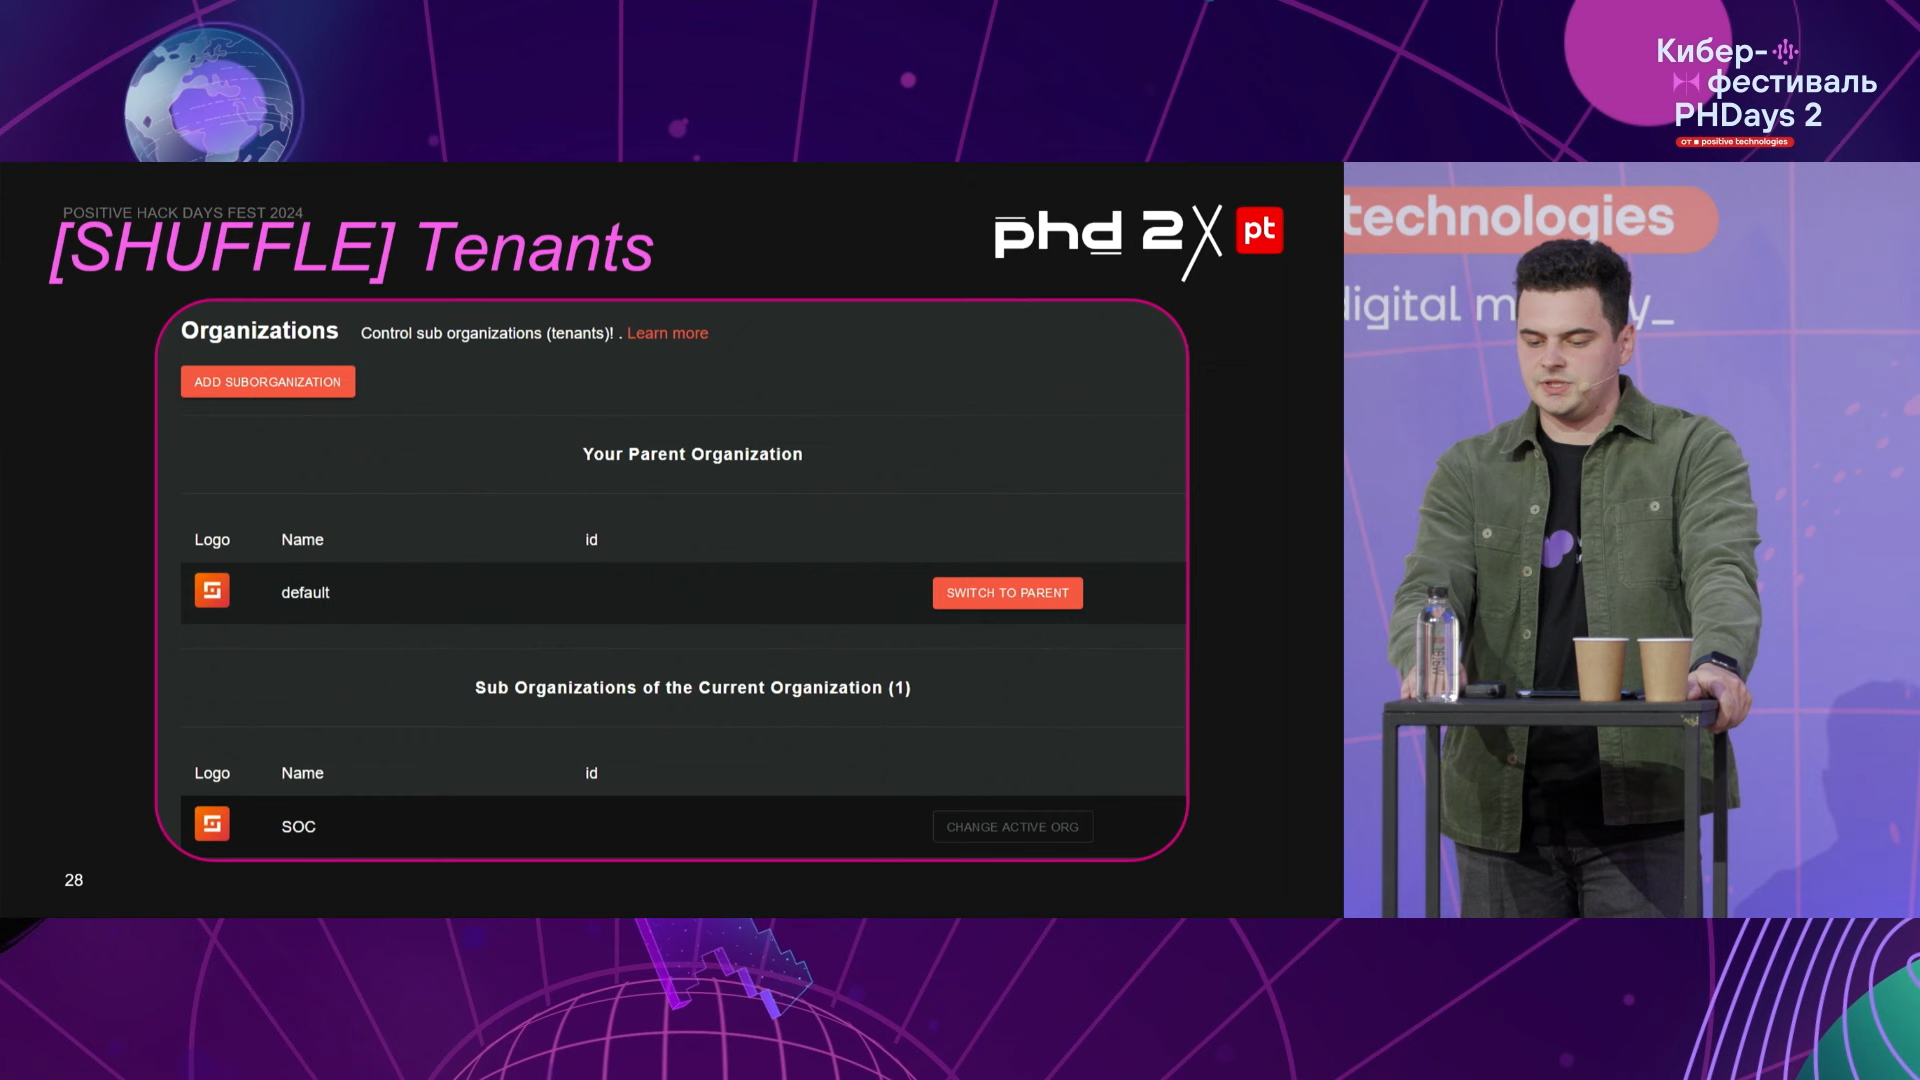 Кибер-
фестиваль
PHDays 2
от positive technologies
POSITIVE HACK DAYS FEST 2024
[SHUFFLE] Tenants
phd 2
pt
Organizations Control sub organizations (tenants)! . Learn more
ADD SUBORGANIZATION
Your Parent Organization
Logo Name id
default SWITCH TO PARENT
Sub Organizations of the Current Organization (1)
Logo Name id
SOC CHANGE ACTIVE ORG
28
technologies
digital m y_